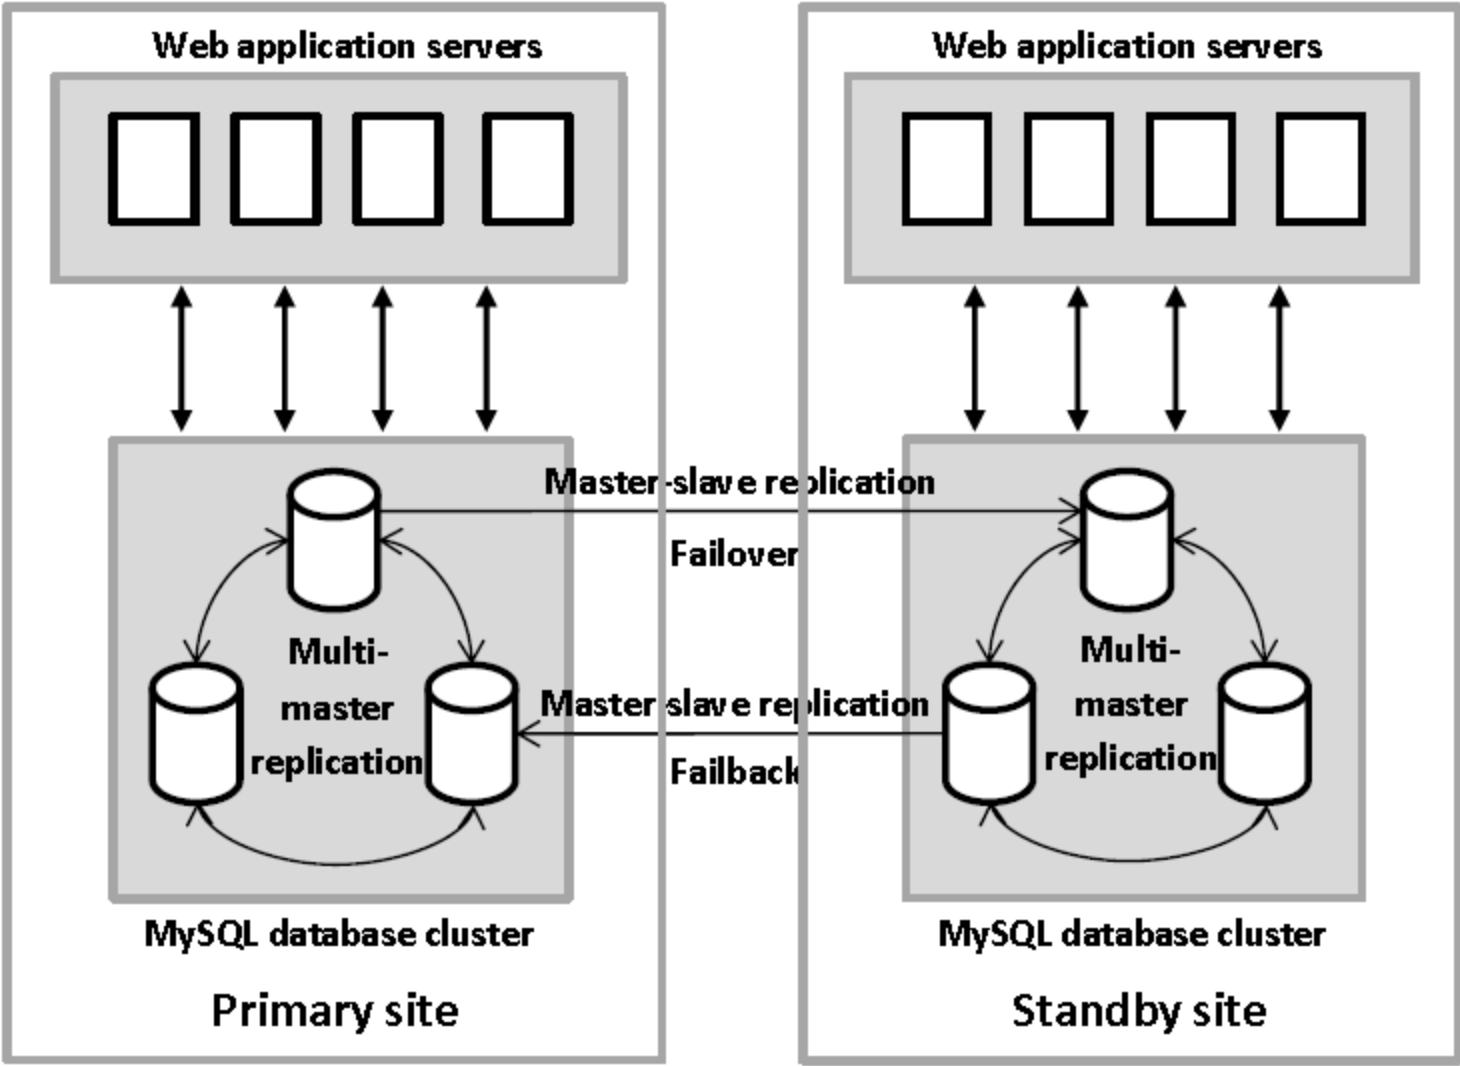 Web application servers
Web application servers
Master-slave replication
Failover
Multi-
master
replication
Multi-
master
replication
Master-slave replication
Failback
MySQL database cluster
MySQL database cluster
Primary site
Standby site